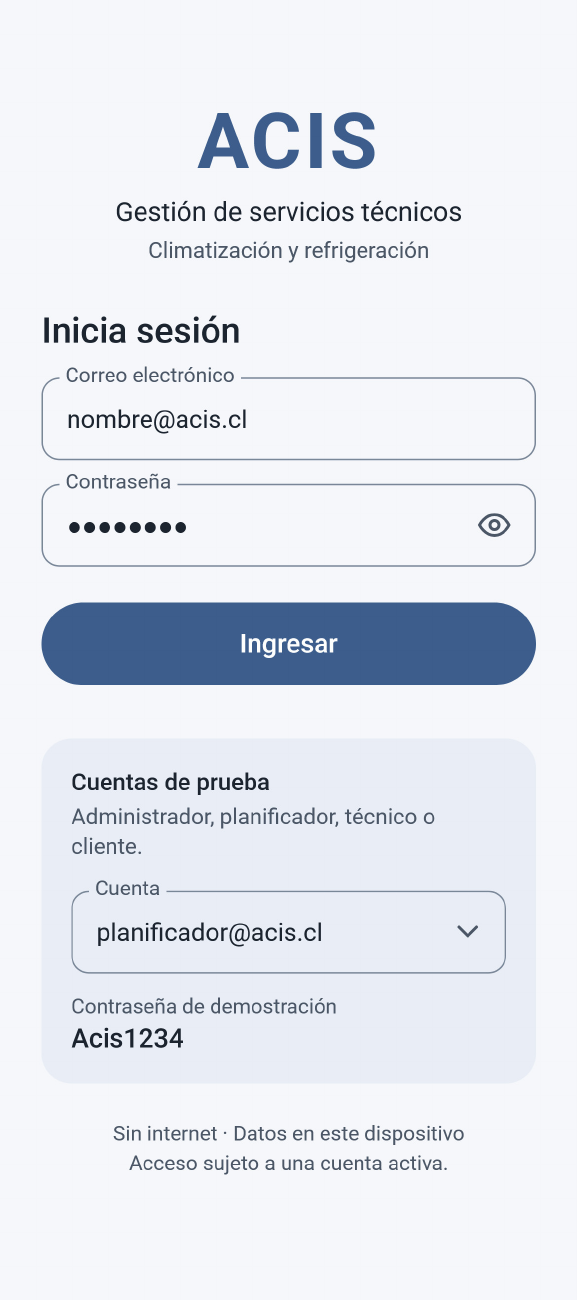 ACIS
Gestión de servicios técnicos
Climatización y refrigeración
Inicia sesión
Correo electrónico
nombre@acis.cl
Contraseña
●●●●●●●●
Ingresar
Cuentas de prueba
Administrador, planificador, técnico o
cliente.
Cuenta
planificador@acis.cl
Contraseña de demostración
Acis1234
Sin internet · Datos en este dispositivo
Acceso sujeto a una cuenta activa.